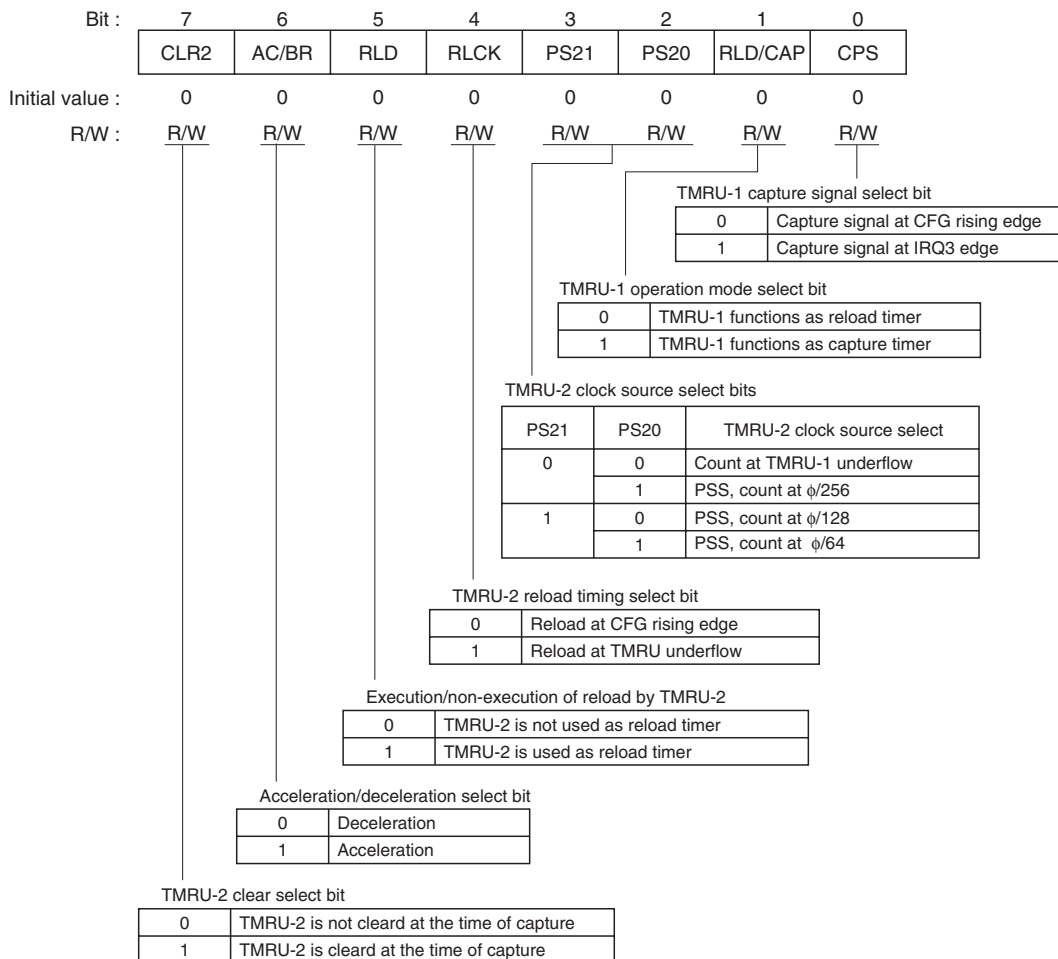 Bit : 7 6 5 4 3 2 1 0
CLR2 AC/BR RLD RLCK PS21 PS20 RLD/CAP CPS
Initial value : 0 0 0 0 0 0 0 0
R/W : R/W R/W R/W R/W R/W R/W R/W R/W
TMRU-1 capture signal select bit
0 Capture signal at CFG rising edge
1 Capture signal at IRQ3 edge
TMRU-1 operation mode select bit
0 TMRU-1 functions as reload timer
1 TMRU-1 functions as capture timer
TMRU-2 clock source select bits
PS21 PS20 TMRU-2 clock source select
0 0 Count at TMRU-1 underflow
1 PSS, count at ϕ/256
1 0 PSS, count at ϕ/128
1 PSS, count at ϕ/64
TMRU-2 reload timing select bit
0 Reload at CFG rising edge
1 Reload at TMRU underflow
Execution/non-execution of reload by TMRU-2
0 TMRU-2 is not used as reload timer
1 TMRU-2 is used as reload timer
Acceleration/deceleration select bit
0 Deceleration
1 Acceleration
TMRU-2 clear select bit
0 TMRU-2 is not cleard at the time of capture
1 TMRU-2 is cleard at the time of capture